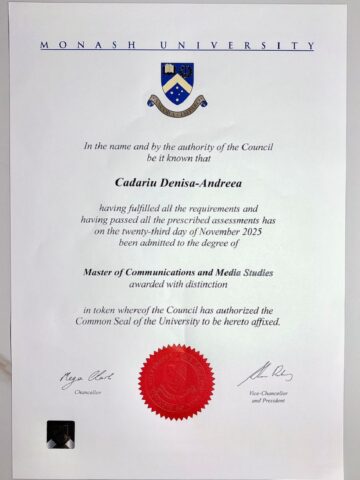 MONASH UNIVERSITY
In the name and by the authority of the Council
be it known that
Cadariu Denisa-Andreea
having fulfilled all the requirements and
having passed all the prescribed assessments has
on the twenty-third day of November 2025
been admitted to the degree of
Master of Communications and Media Studies
awarded with distinction
in token whereof the Council has authorized the
Common Seal of the University to be hereto affixed.
Chancellor
Vice-Chancellor
and President